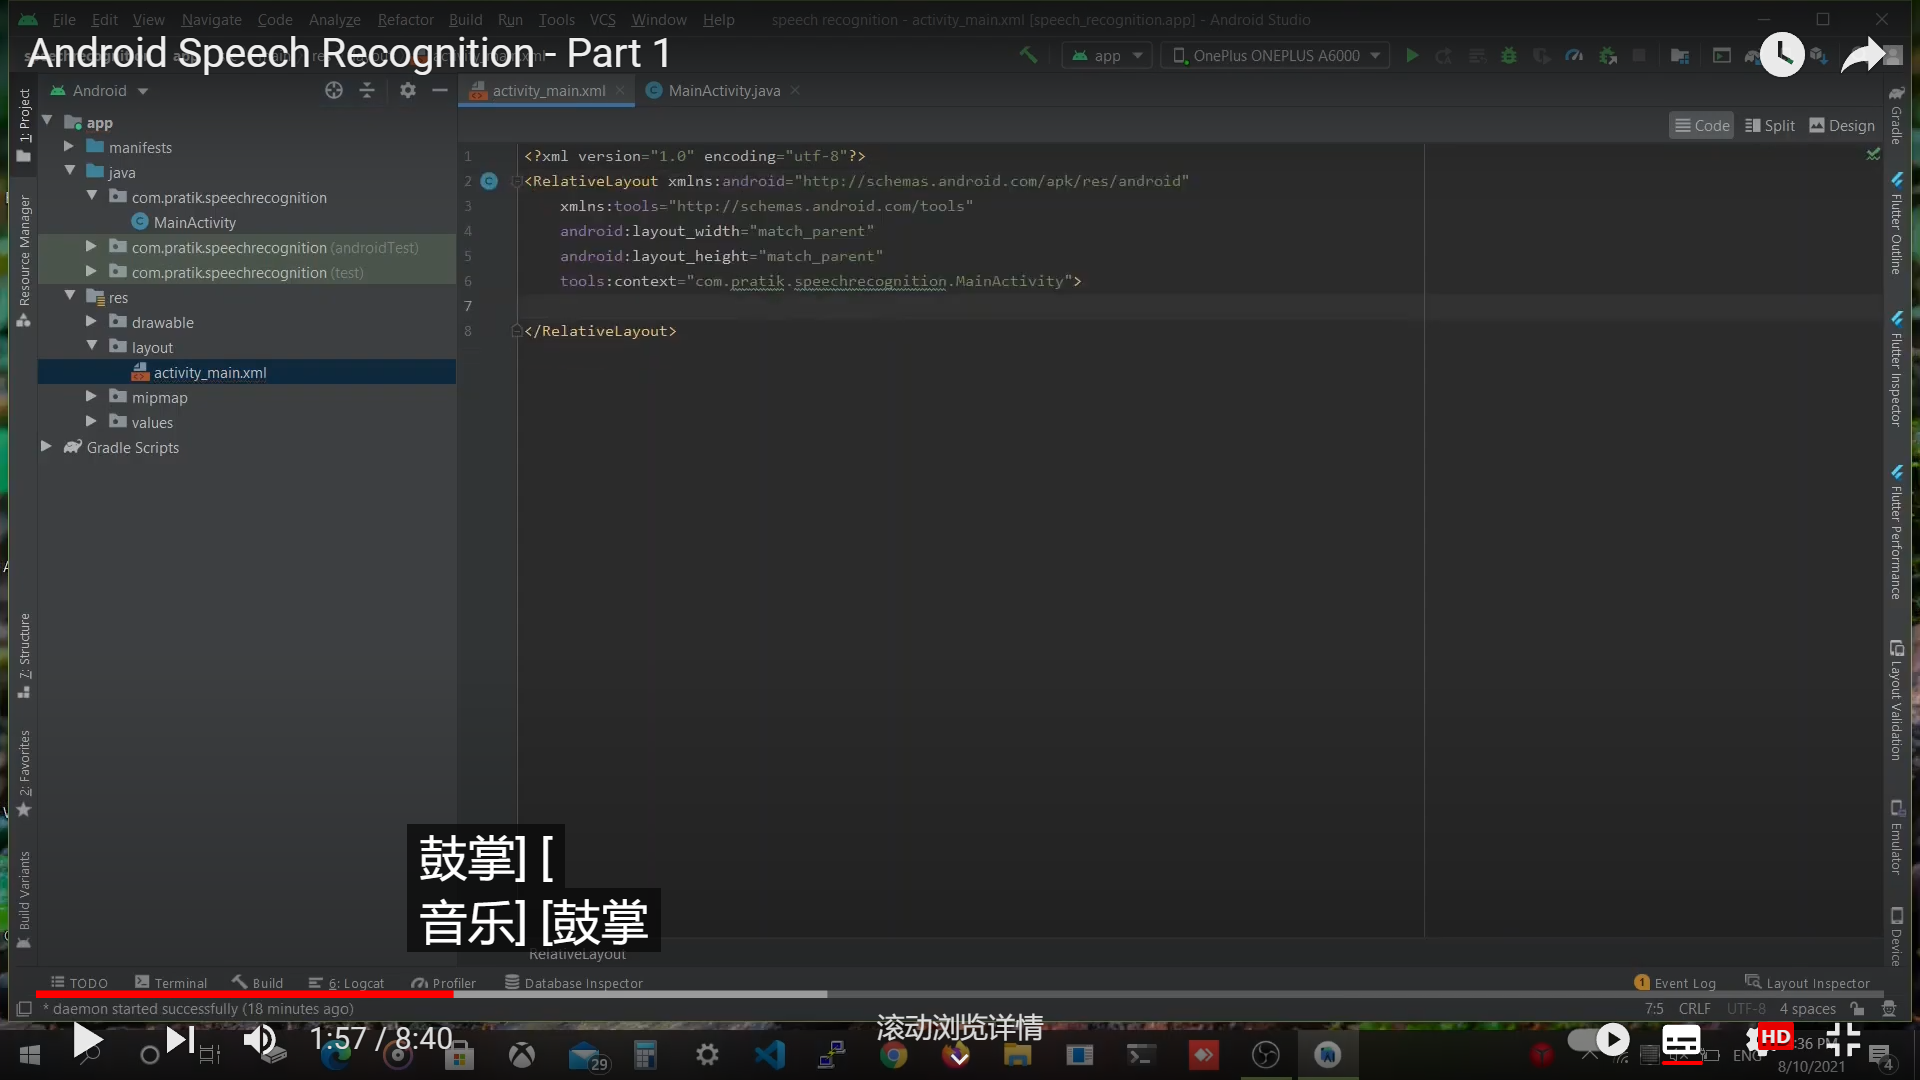 File Edit View Navigate Code Analyze Refactor Build Run Tools VCS Window Help
speech recognition - activity_main.xml [speech_recognition.app] - Android Studio
Android Speech Recognition - Part 1
app
OnePlus ONEPLUS A6000
Android
activity_main.xml
MainActivity.java
Code
Split
Design
app
manifests
java
com.pratik.speechrecognition
MainActivity
com.pratik.speechrecognition (androidTest)
com.pratik.speechrecognition (test)
res
drawable
layout
activity_main.xml
mipmap
values
Gradle Scripts
1: Project
Resource Manager
7: Structure
2: Favorites
Build Variants
1 <?xml version="1.0" encoding="utf-8"?>
2 <RelativeLayout xmlns:android="http://schemas.android.com/apk/res/android"
3 xmlns:tools="http://schemas.android.com/tools"
4 android:layout_width="match_parent"
5 android:layout_height="match_parent"
6 tools:context="com.pratik.speechrecognition.MainActivity">
7
8 </RelativeLayout>
Gradle
Flutter Outline
Flutter Inspector
Flutter Performance
Layout Validation
Emulator
Device
鼓掌] [
音乐] [鼓掌
RelativeLayout
TODO
Terminal
Build
6: Logcat
Profiler
Database Inspector
1 Event Log
Layout Inspector
* daemon started successfully (18 minutes ago)
7:5 CRLF UTF-8 4 spaces
滚动浏览详情
1:57 / 8:40
29
HD
ENG
:36 PM
8/10/2021
4